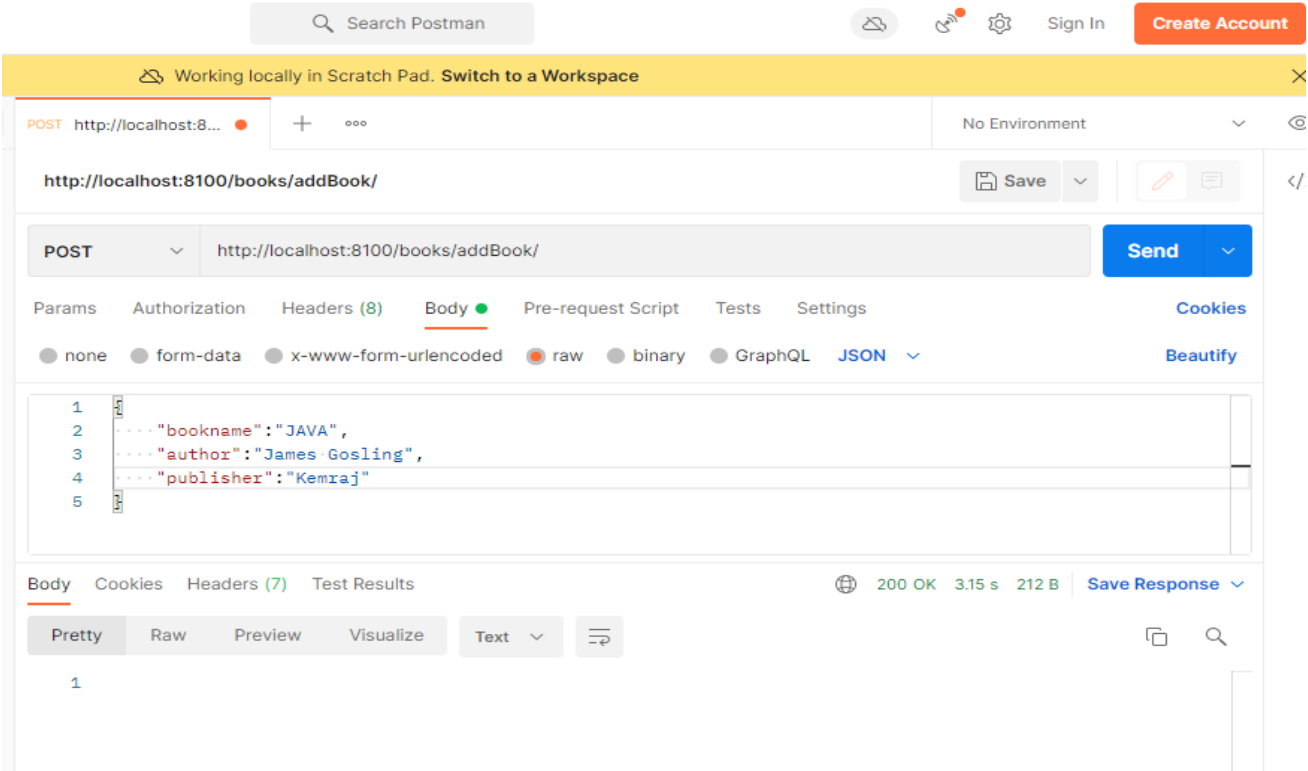 Search Postman
Sign In
Create Account
Working locally in Scratch Pad. Switch to a Workspace
POST http://localhost:8...
No Environment
http://localhost:8100/books/addBook/
Save
POST
http://localhost:8100/books/addBook/
Send
Params Authorization Headers (8) Body Pre-request Script Tests Settings Cookies
none form-data x-www-form-urlencoded raw binary GraphQL JSON Beautify
1 {
2 "bookname":"JAVA",
3 "author":"James Gosling",
4 "publisher":"Kemraj"
5 }
Body Cookies Headers (7) Test Results 200 OK 3.15 s 212 B Save Response
Pretty Raw Preview Visualize Text
1